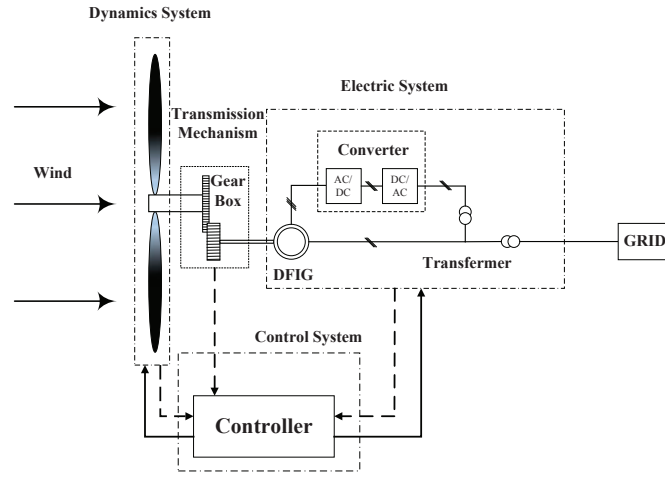 Dynamics System
Electric System
Transmission
Mechanism
Converter
Wind
Gear
Box
AC/
DC
DC/
AC
GRID
DFIG
Transfermer
Control System
Controller